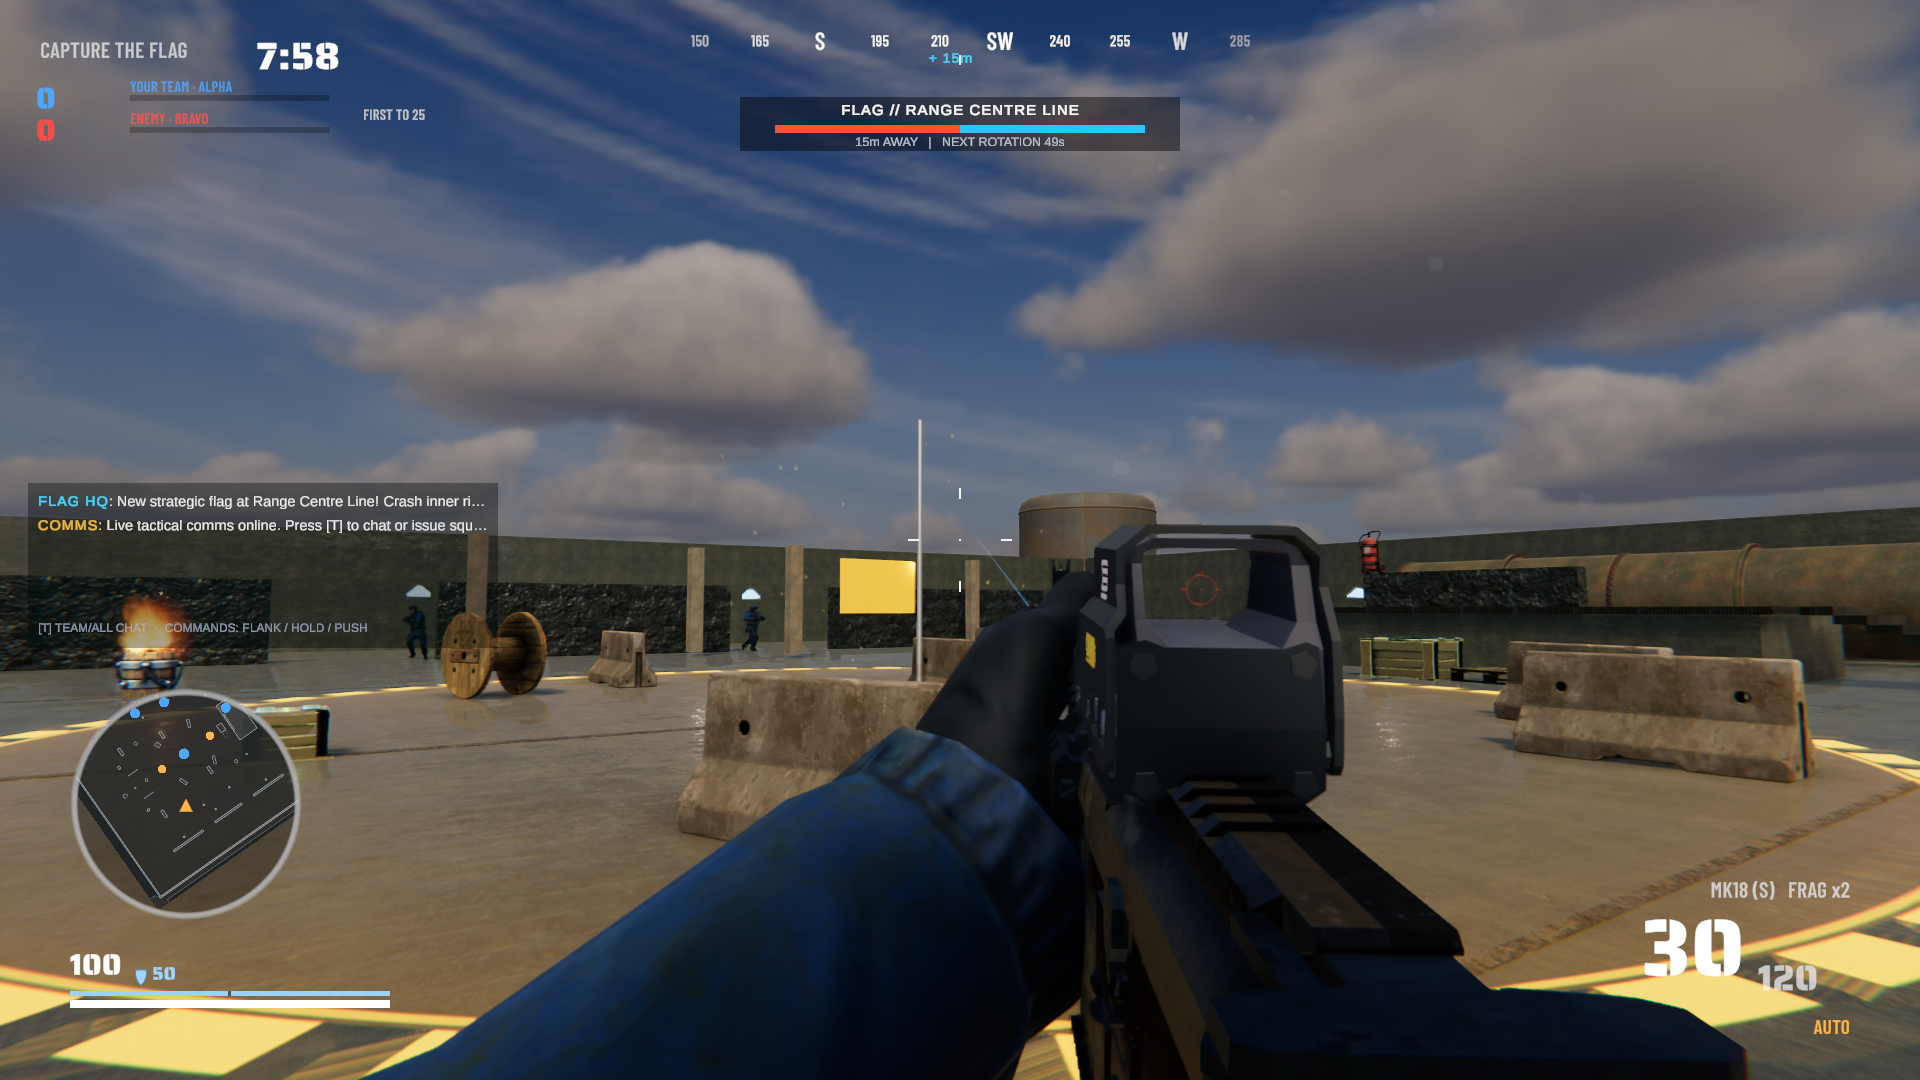 CAPTURE THE FLAG
7:58
0 YOUR TEAM · ALPHA
0 ENEMY · BRAVO
FIRST TO 25
150 165 S 195 210 SW 240 255 W 285
+ 15m
FLAG // RANGE CENTRE LINE
15m AWAY | NEXT ROTATION 49s
FLAG HQ: New strategic flag at Range Centre Line! Crash inner ri...
COMMS: Live tactical comms online. Press [T] to chat or issue squ...
[T] TEAM/ALL CHAT · COMMANDS: FLANK / HOLD / PUSH
100 50
MK18 (S) FRAG x2
30 120
AUTO